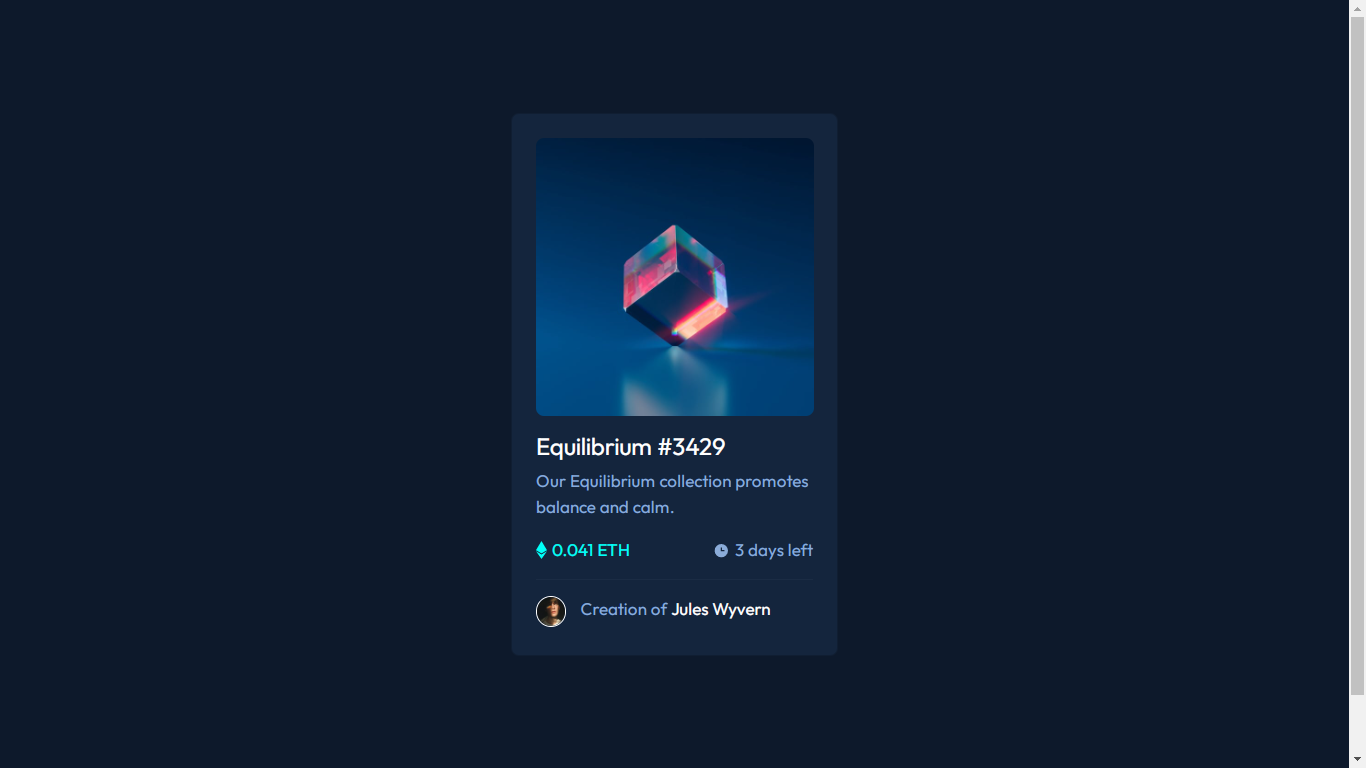 Equilibrium #3429
Our Equilibrium collection promotes
balance and calm.
0.041 ETH
3 days left
Creation of Jules Wyvern